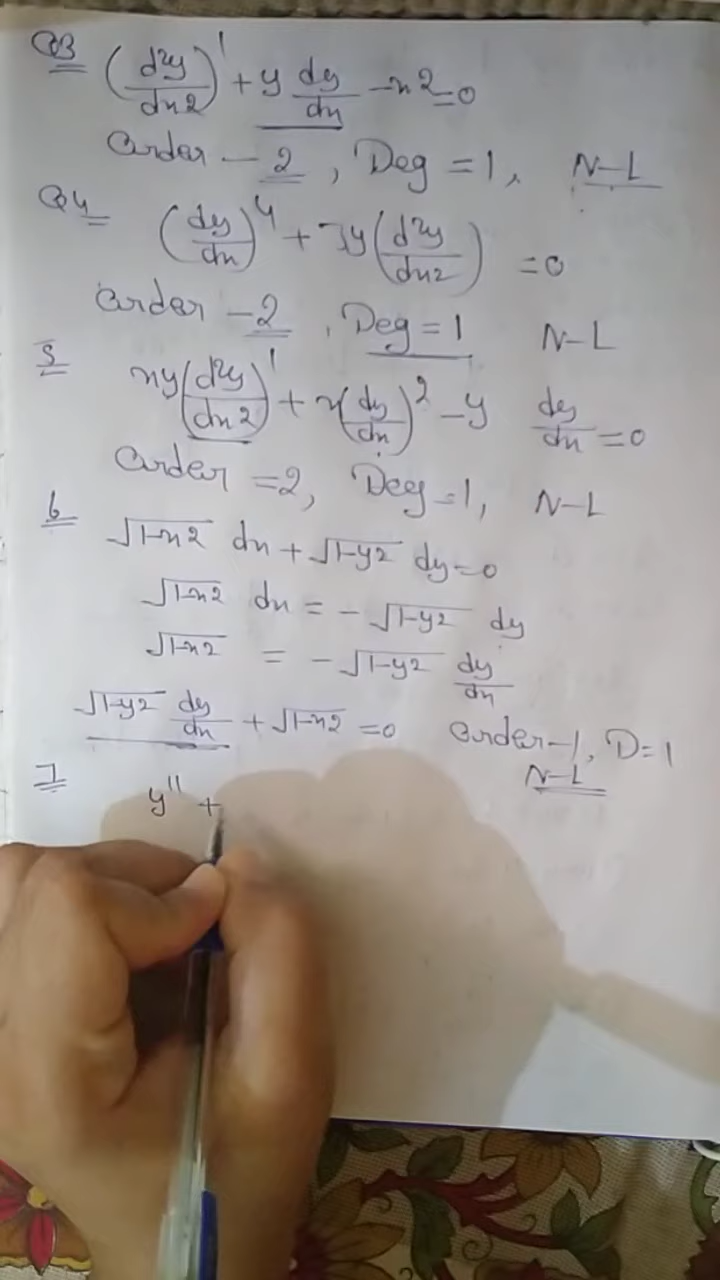 Q3 (d²y/dx2)¹ + y dy/dx - x2 = 0
Order - 2, Deg = 1, N-L
Q4 (dy/dx)⁴ + 7y(d²y/dx2) = 0
Order - 2, Deg = 1 N-L
5 xy(d²y/dx2)¹ + x(dy/dx)² - y dy/dx = 0
Order = 2, Deg = 1, N-L
6 √1-x2 dx + √1-y2 dy = 0
√1-x2 dx = - √1-y2 dy
√1-x2 = - √1-y2 dy/dx
√1-y2 dy/dx + √1-x2 = 0 Order - 1, D = 1
N-L
7 y'' +